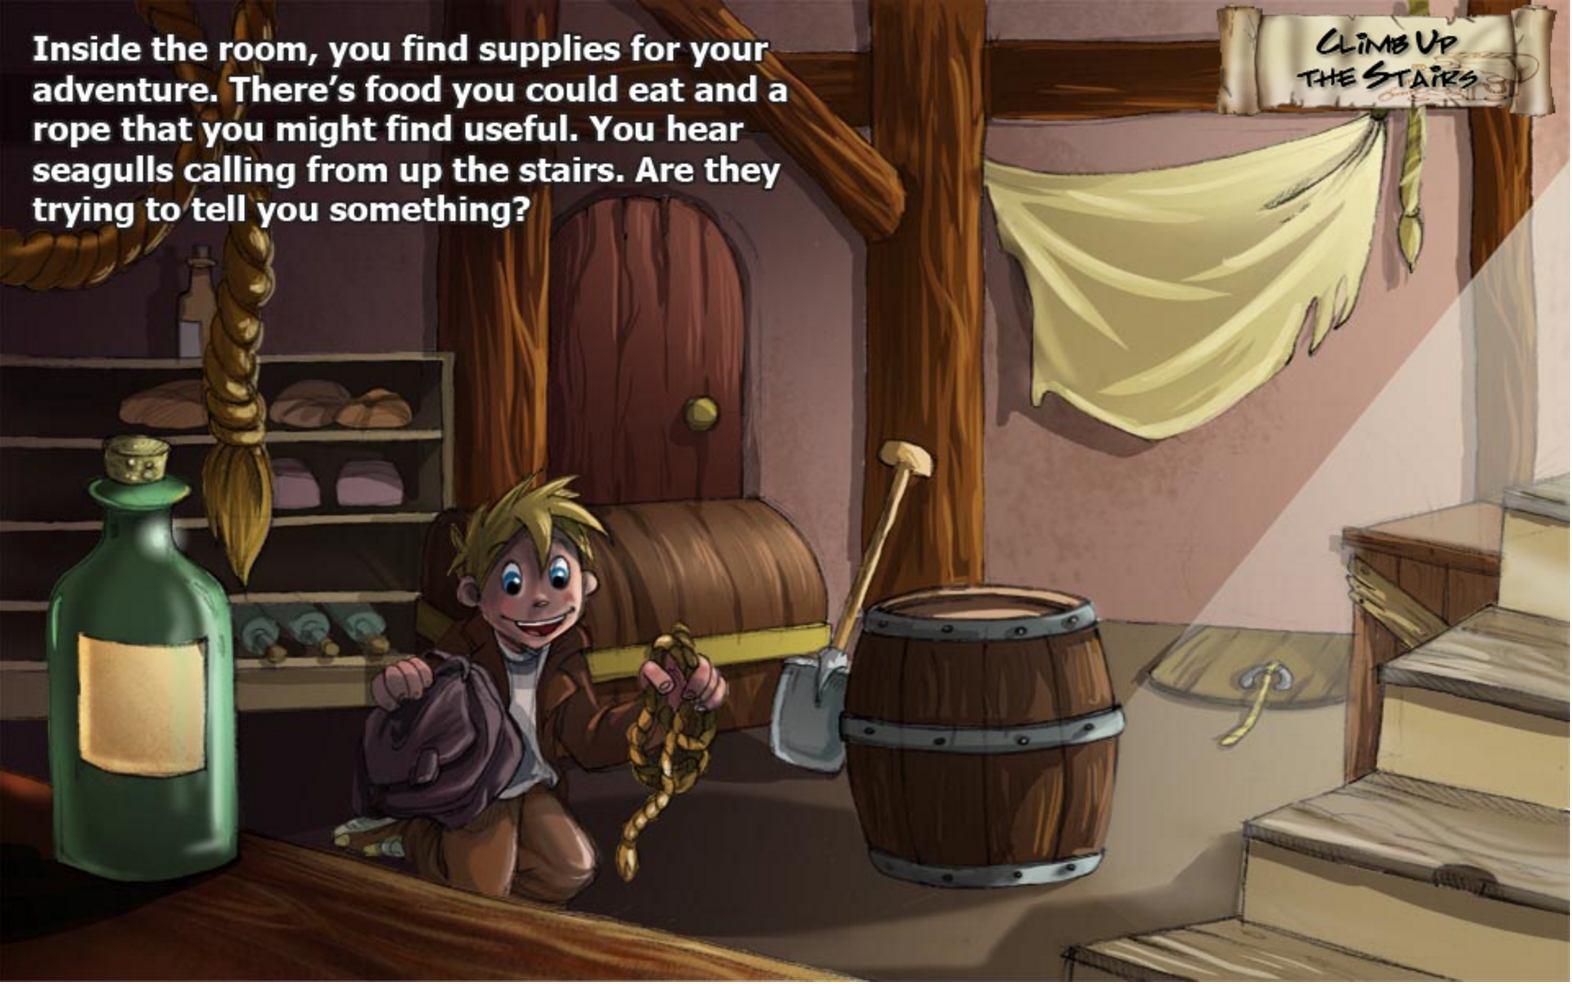 Inside the room, you find supplies for your
adventure. There's food you could eat and a
rope that you might find useful. You hear
seagulls calling from up the stairs. Are they
trying to tell you something?
CLIMB UP
THE STAIRS